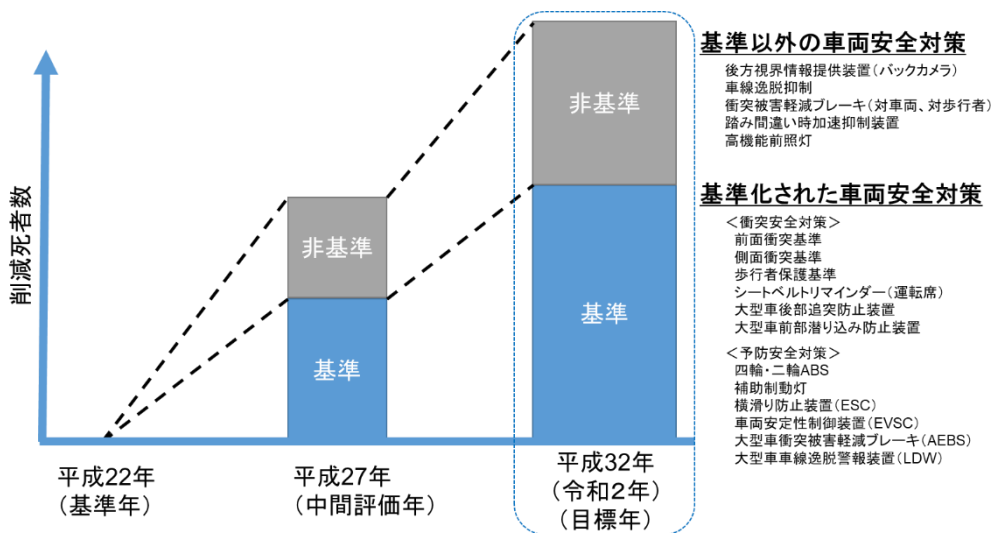 削減死者数
非基準
基準
非基準
基準
平成22年
（基準年）
平成27年
（中間評価年）
平成32年
（令和2年）
（目標年）
基準以外の車両安全対策
後方視界情報提供装置（バックカメラ）
車線逸脱抑制
衝突被害軽減ブレーキ（対車両、対歩行者）
踏み間違い時加速抑制装置
高機能前照灯
基準化された車両安全対策
＜衝突安全対策＞
前面衝突基準
側面衝突基準
歩行者保護基準
シートベルトリマインダー（運転席）
大型車後部追突防止装置
大型車前部潜り込み防止装置
＜予防安全対策＞
四輪・二輪ABS
補助制動灯
横滑り防止装置（ESC）
車両安定性制御装置（EVSC）
大型車衝突被害軽減ブレーキ（AEBS）
大型車車線逸脱警報装置（LDW）